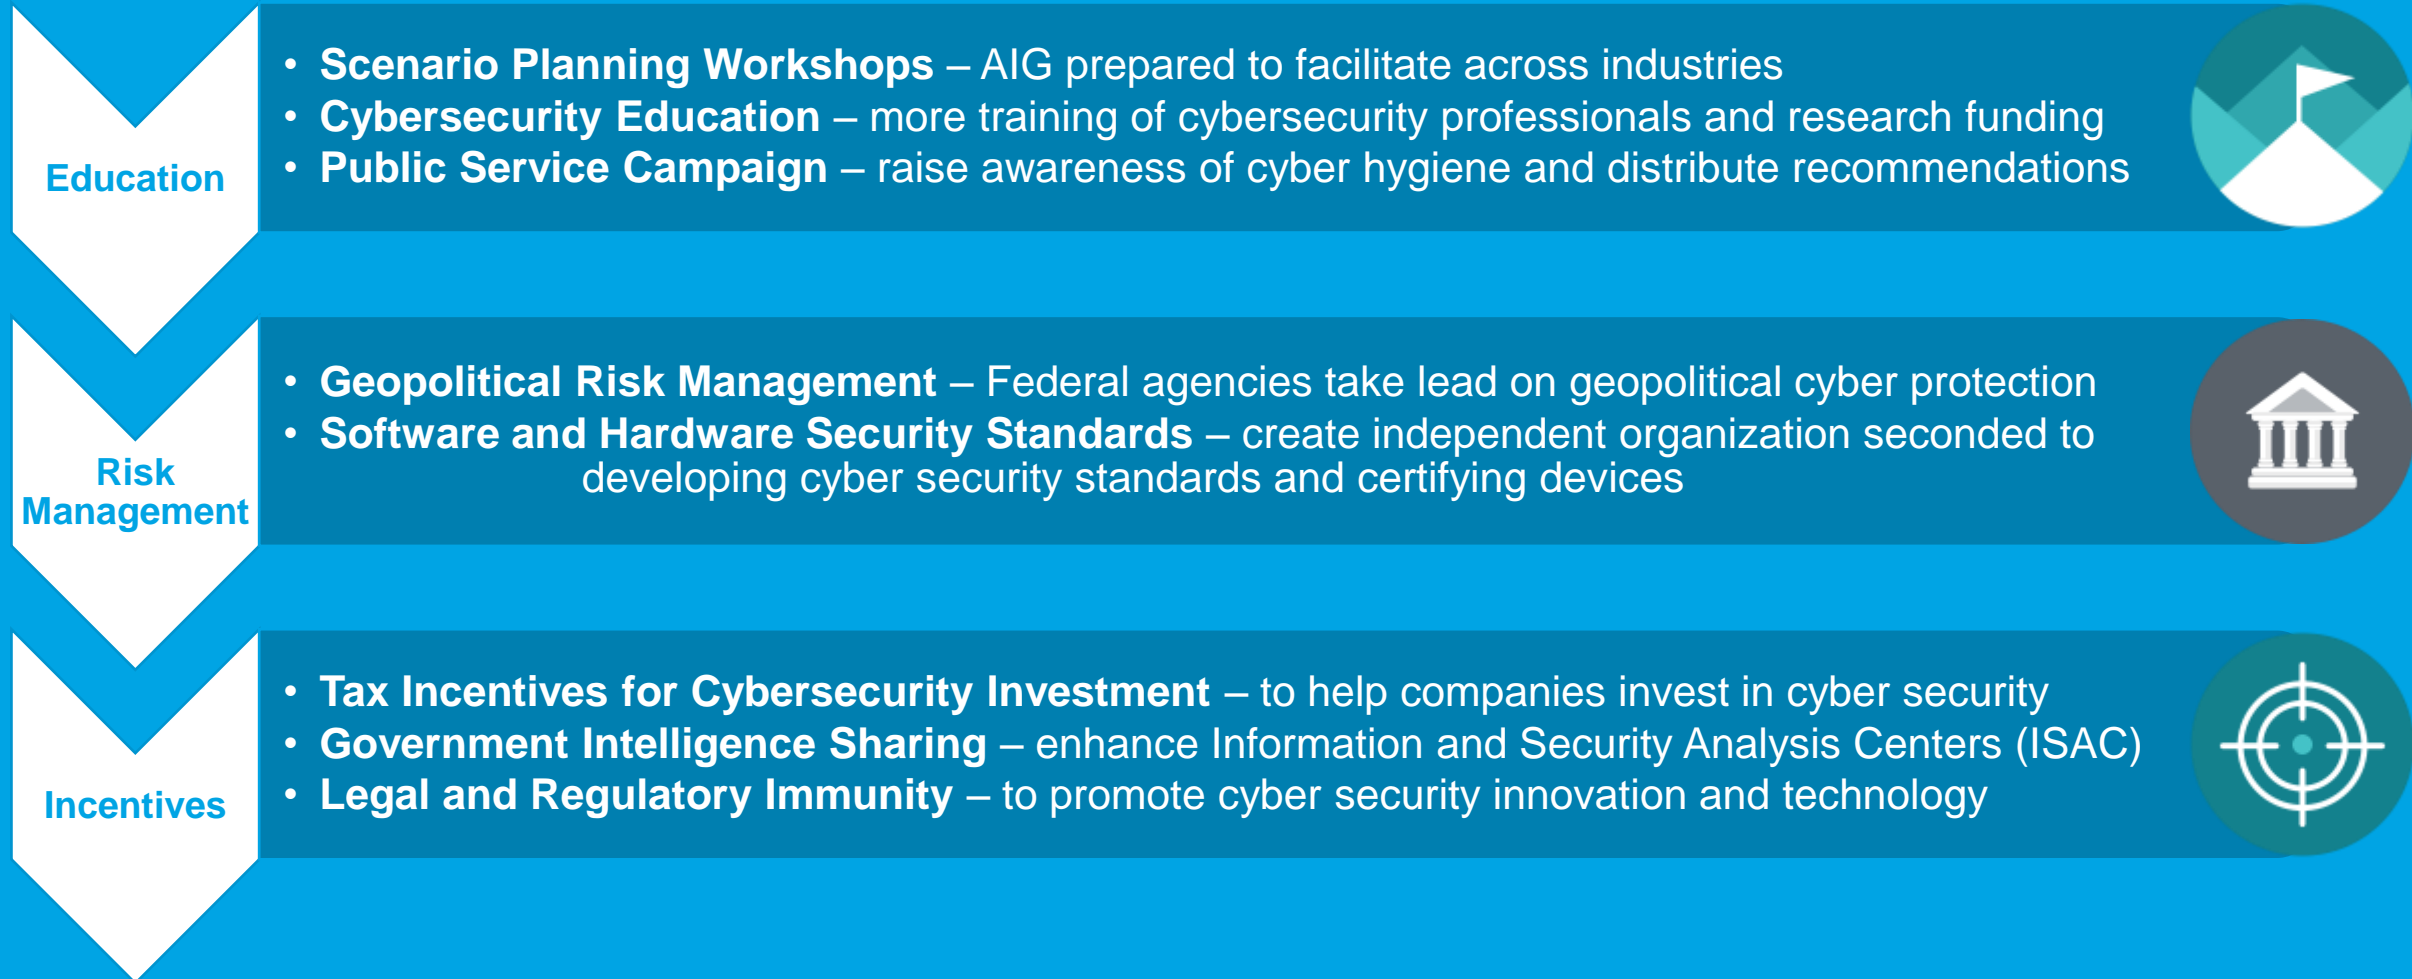 Education
• Scenario Planning Workshops – AIG prepared to facilitate across industries
• Cybersecurity Education – more training of cybersecurity professionals and research funding
• Public Service Campaign – raise awareness of cyber hygiene and distribute recommendations
Risk
Management
• Geopolitical Risk Management – Federal agencies take lead on geopolitical cyber protection
• Software and Hardware Security Standards – create independent organization seconded to
developing cyber security standards and certifying devices
Incentives
• Tax Incentives for Cybersecurity Investment – to help companies invest in cyber security
• Government Intelligence Sharing – enhance Information and Security Analysis Centers (ISAC)
• Legal and Regulatory Immunity – to promote cyber security innovation and technology